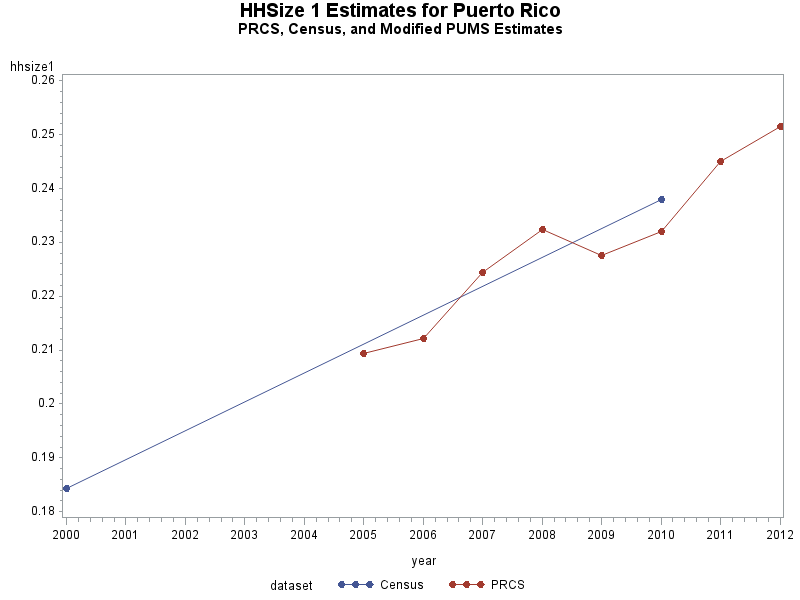 HHSize 1 Estimates for Puerto Rico
PRCS, Census, and Modified PUMS Estimates
hhsize1
0.26
0.25
0.24
0.23
0.22
0.21
0.2
0.19
0.18
2000 2001 2002 2003 2004 2005 2006 2007 2008 2009 2010 2011 2012
year
dataset Census PRCS